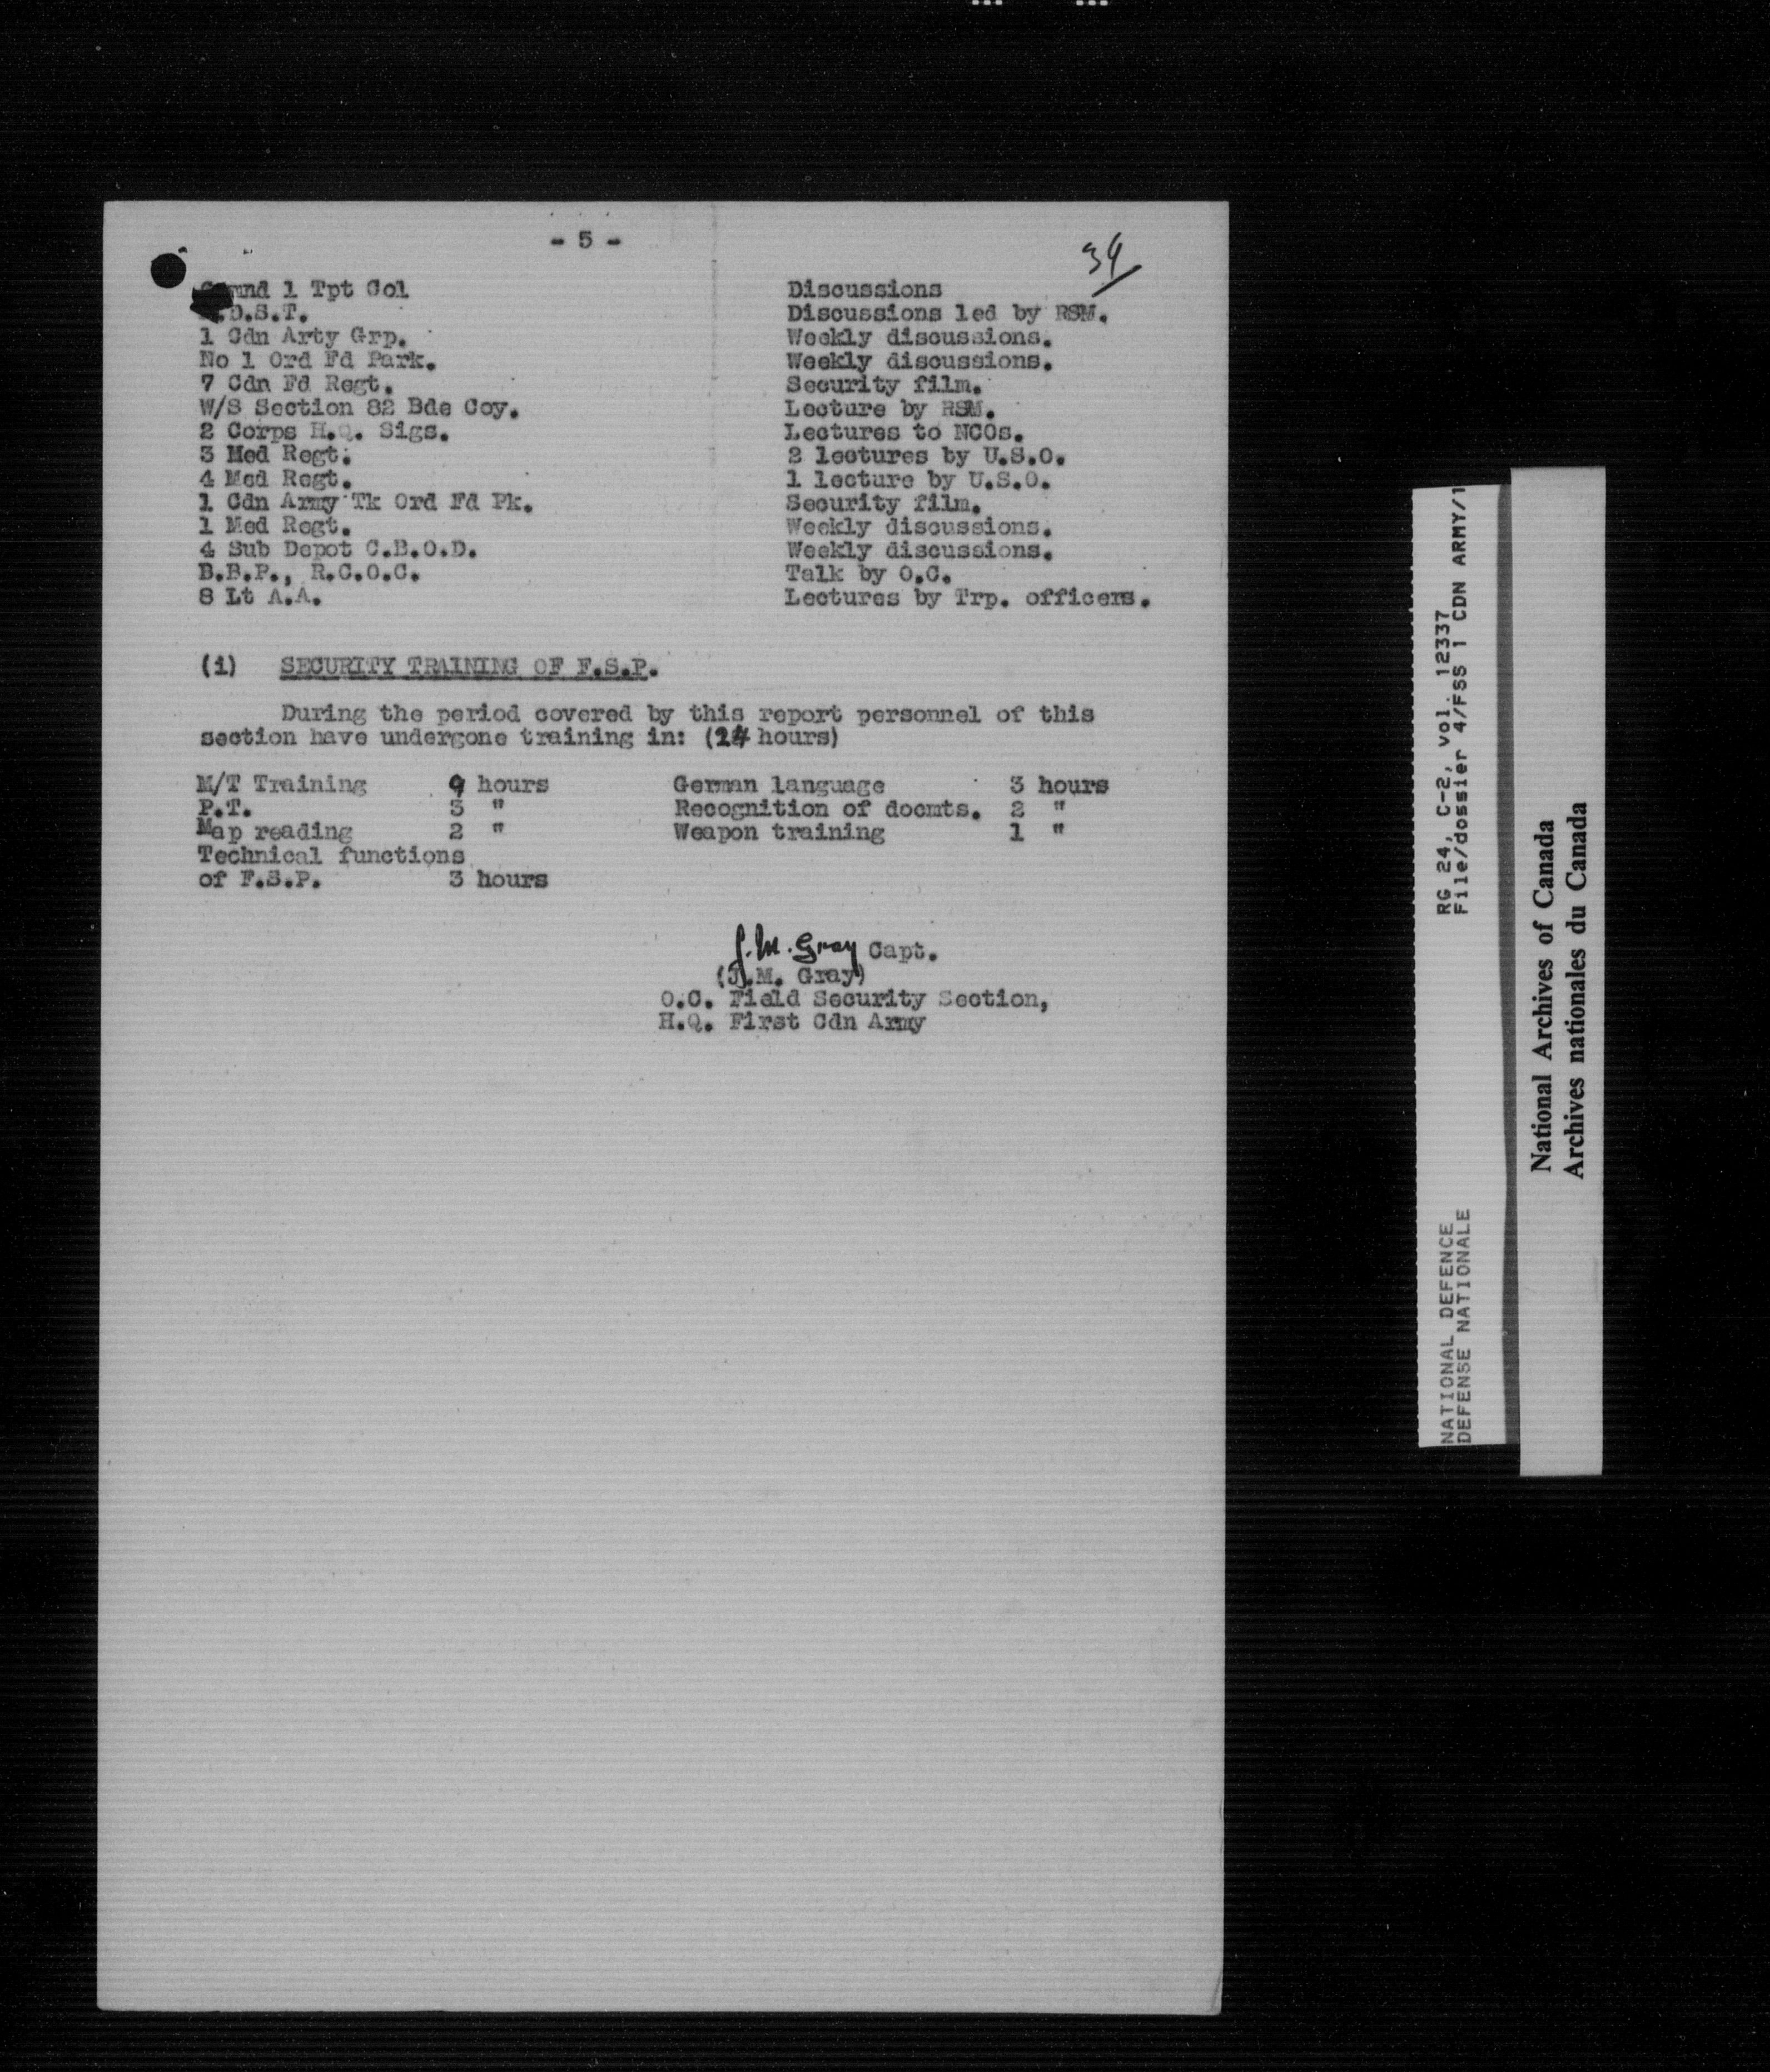 - 5 -
34
1 Tpt Col Discussions
D.S.T. Discussions led by RSM.
1 Cdn Arty Grp. Weekly discussions.
No 1 Ord Fd Park. Weekly discussions.
7 Cdn Fd Regt. Security film.
W/S Section 82 Bde Coy. Lecture by RSM.
2 Corps H.Q. Sigs. Lectures to NCOs.
3 Med Regt. 2 lectures by U.S.O.
4 Med Regt. 1 lecture by U.S.O.
1 Cdn Army Tk Ord Fd Pk. Security film.
1 Med Regt. Weekly discussions.
4 Sub Depot C.B.O.D. Weekly discussions.
B.B.P., R.C.O.C. Talk by O.C.
8 Lt A.A. Lectures by Trp. officers.
(i) SECURITY TRAINING OF F.S.P.
During the period covered by this report personnel of this
section have undergone training in: (24 hours)
M/T Training 9 hours German language 3 hours
P.T. 3 " Recognition of docmts. 2 "
Map reading 2 " Weapon training 1 "
Technical functions
of F.S.P. 3 hours
J.M. Gray Capt.
(J.M. Gray)
O.C. Field Security Section,
H.Q. First Cdn Army
RG 24, C-2, vol. 12337
File/dossier 4/FSS 1 CDN ARMY/1
NATIONAL DEFENCE
DEFENSE NATIONALE
National Archives of Canada
Archives nationales du Canada